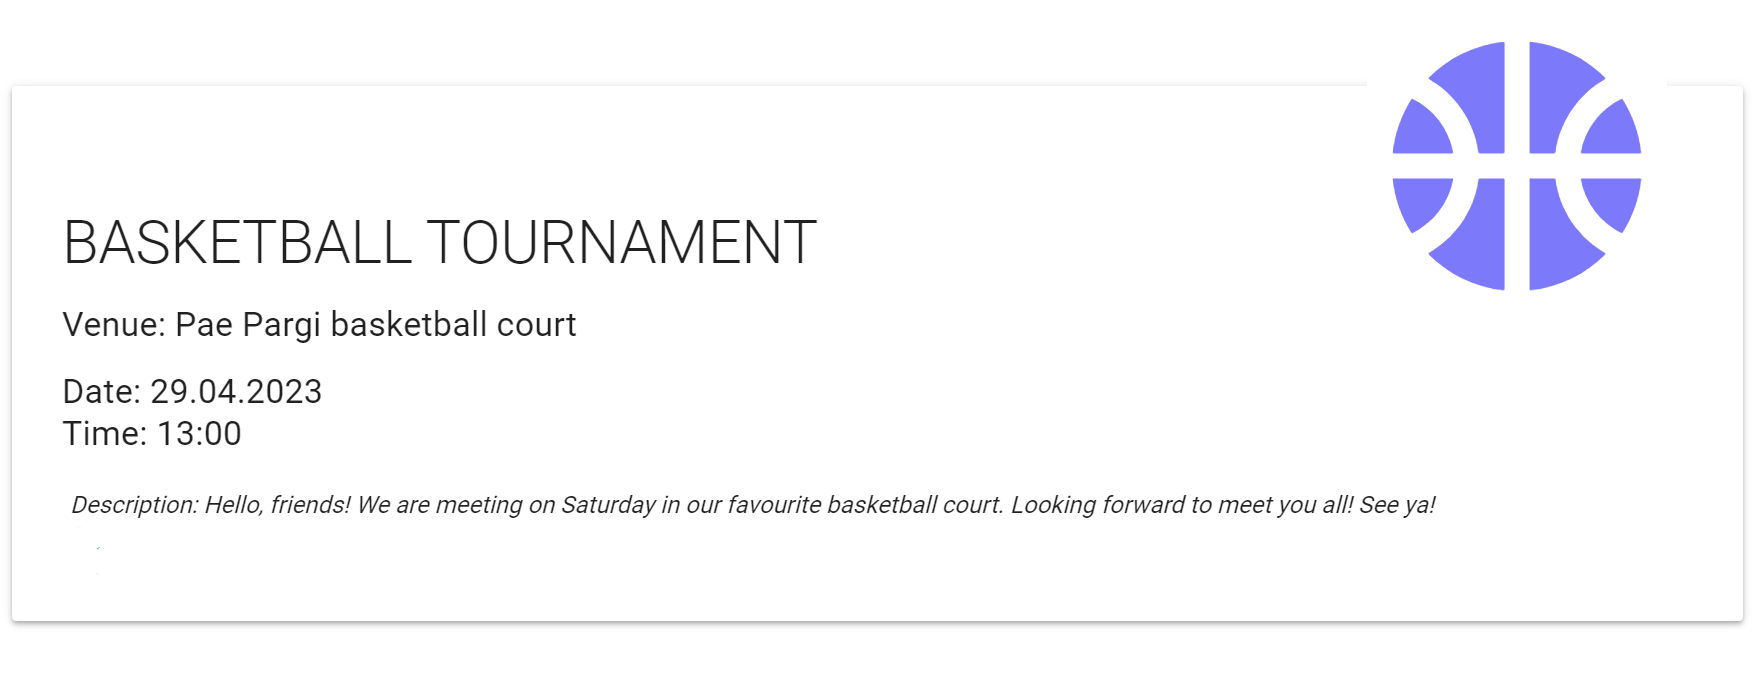 BASKETBALL TOURNAMENT
Venue: Pae Pargi basketball court
Date: 29.04.2023
Time: 13:00
Description: Hello, friends! We are meeting on Saturday in our favourite basketball court. Looking forward to meet you all! See ya!